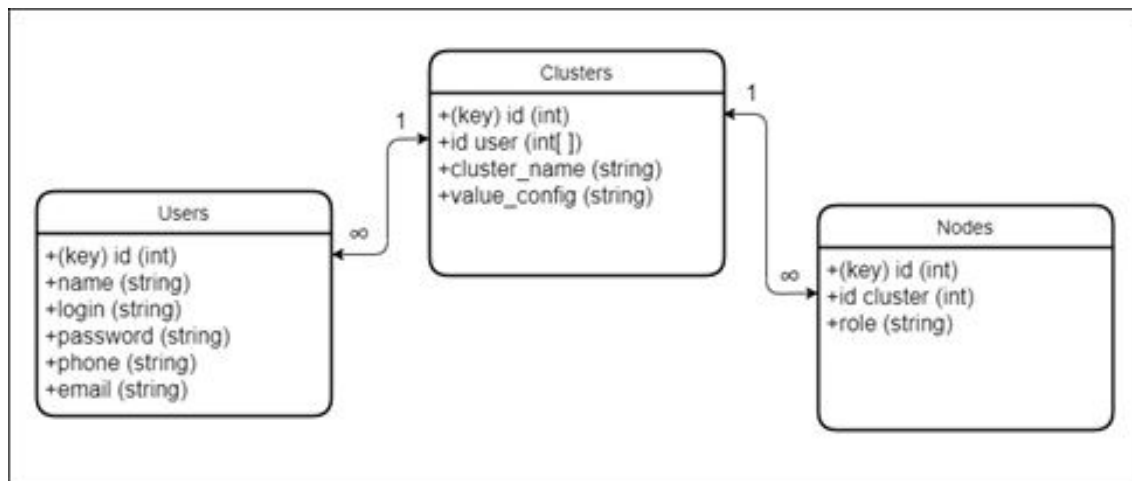 Clusters
+(key) id (int)
+id user (int[ ])
+cluster_name (string)
+value_config (string)
1
1
∞
∞
Users
+(key) id (int)
+name (string)
+login (string)
+password (string)
+phone (string)
+email (string)
Nodes
+(key) id (int)
+id cluster (int)
+role (string)